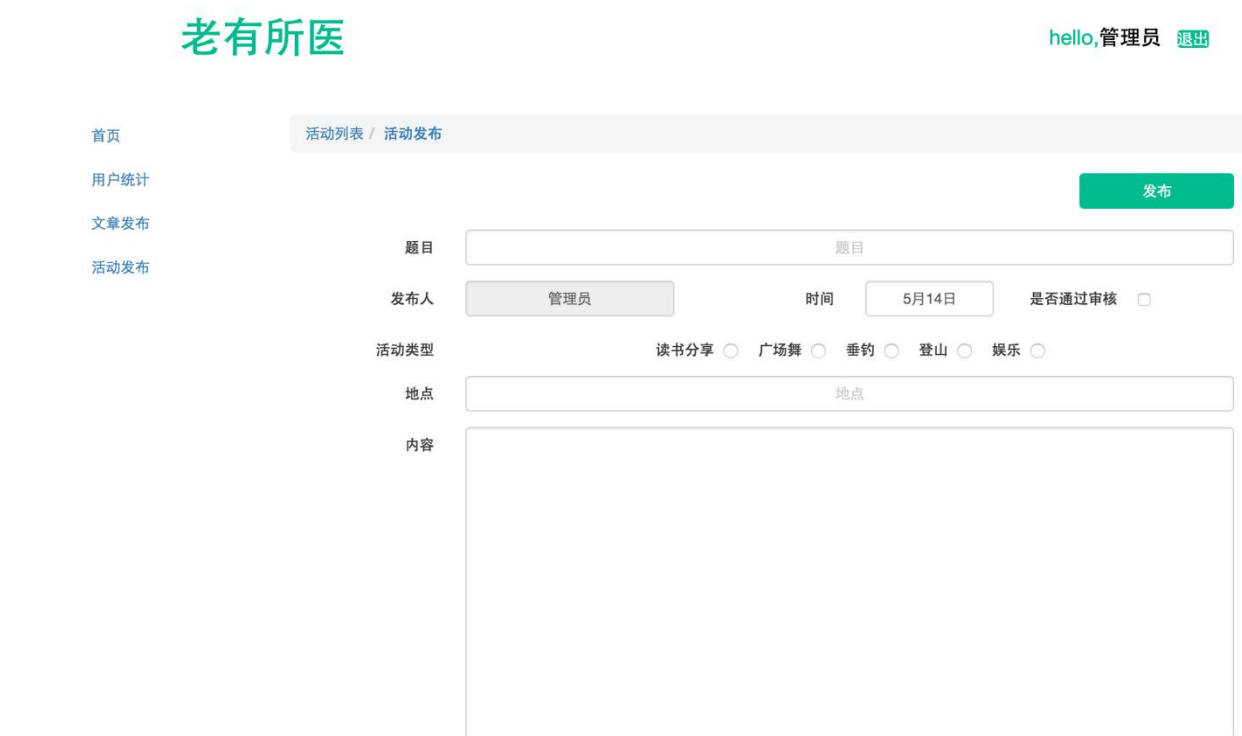 老有所医
hello,管理员 退出
首页
用户统计
文章发布
活动发布
活动列表 / 活动发布
发布
题目 题目
发布人 管理员 时间 5月14日 是否通过审核
活动类型 读书分享 广场舞 垂钓 登山 娱乐
地点 地点
内容